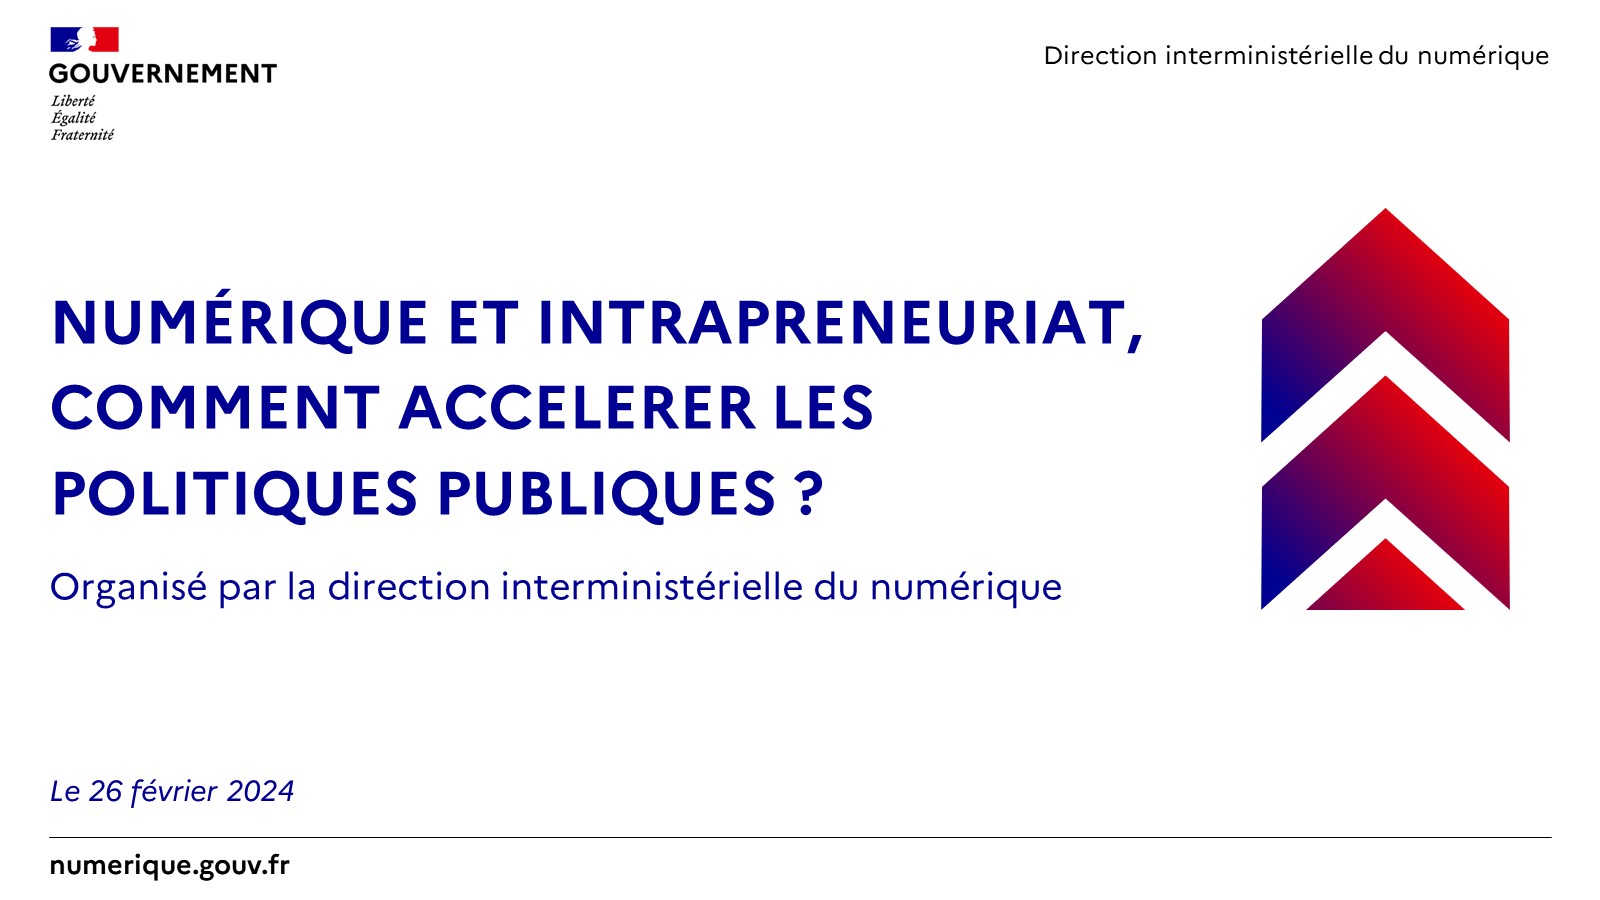 GOUVERNEMENT
Liberté
Égalité
Fraternité
Direction interministérielle du numérique
NUMÉRIQUE ET INTRAPRENEURIAT,
COMMENT ACCELERER LES
POLITIQUES PUBLIQUES ?
Organisé par la direction interministérielle du numérique
Le 26 février 2024
numerique.gouv.fr